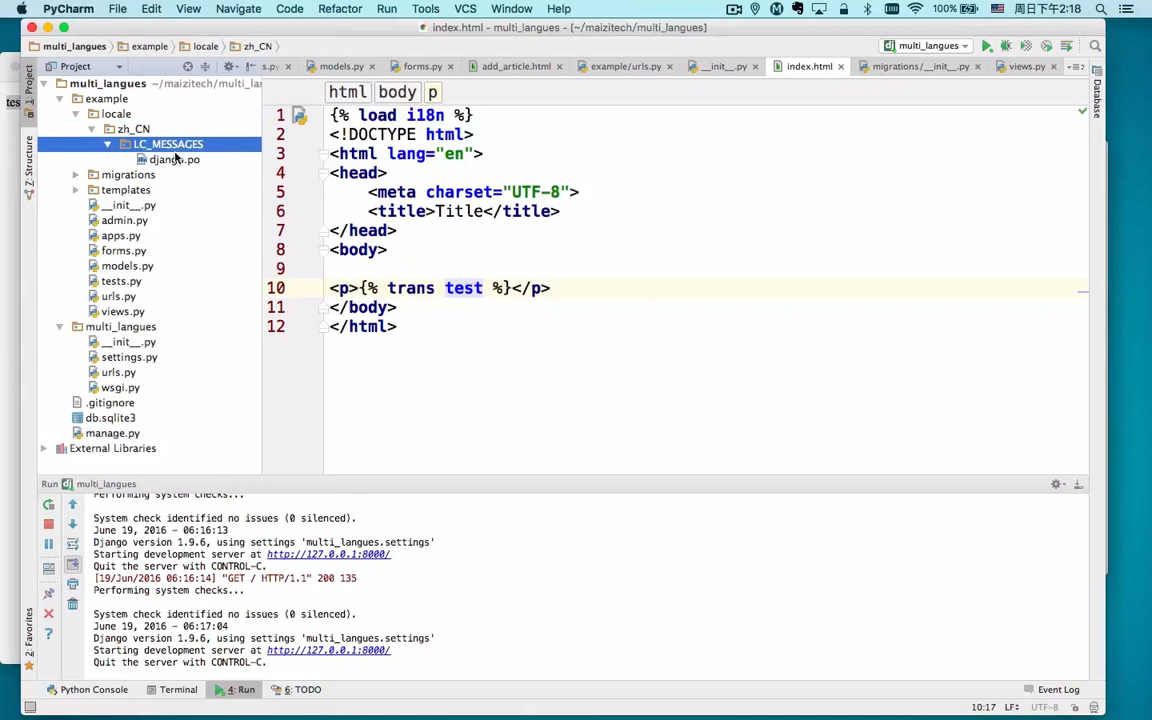 PyCharm File Edit View Navigate Code Refactor Run Tools VCS Window Help 100% 周日下午2:18
index.html - multi_langues - [~/maizitech/multi_langues]
multi_langues example locale zh_CN multi_langues
Project s.py models.py forms.py add_article.html example/urls.py __init__.py index.html migrations/__init__.py views.py
1: Project
Z: Structure
2: Favorites
Database
multi_langues ~/maizitech/multi_la
example
locale
zh_CN
LC_MESSAGES
django.po
migrations
templates
__init__.py
admin.py
apps.py
forms.py
models.py
tests.py
urls.py
views.py
multi_langues
__init__.py
settings.py
urls.py
wsgi.py
.gitignore
db.sqlite3
manage.py
External Libraries
html body p
1 {% load i18n %}
2 <!DOCTYPE html>
3 <html lang="en">
4 <head>
5 <meta charset="UTF-8">
6 <title>Title</title>
7 </head>
8 <body>
9
10 <p>{% trans test %}</p>
11 </body>
12 </html>
Run multi_langues
Performing system checks...
System check identified no issues (0 silenced).
June 19, 2016 - 06:16:13
Django version 1.9.6, using settings 'multi_langues.settings'
Starting development server at http://127.0.0.1:8000/
Quit the server with CONTROL-C.
[19/Jun/2016 06:16:14] "GET / HTTP/1.1" 200 135
Performing system checks...
System check identified no issues (0 silenced).
June 19, 2016 - 06:17:04
Django version 1.9.6, using settings 'multi_langues.settings'
Starting development server at http://127.0.0.1:8000/
Quit the server with CONTROL-C.
Python Console Terminal 4: Run 6: TODO Event Log
10:17 LF UTF-8